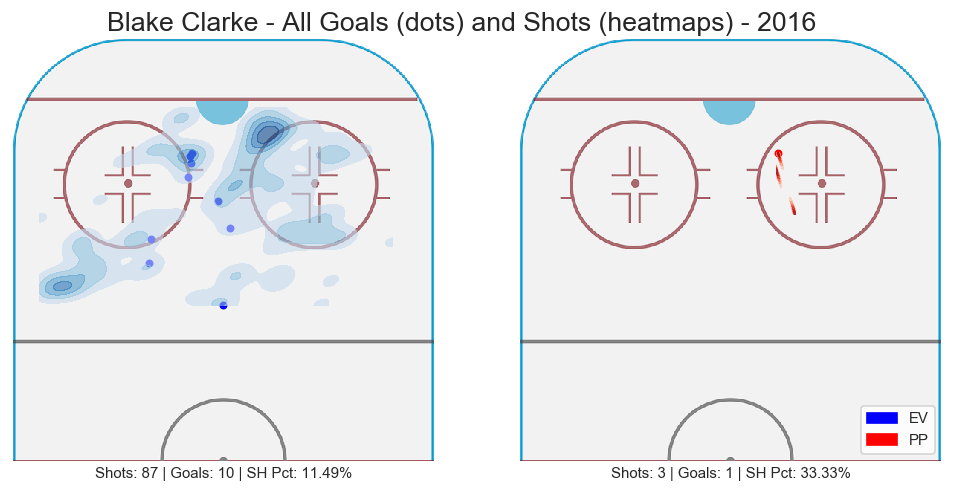 Blake Clarke - All Goals (dots) and Shots (heatmaps) - 2016
EV
PP
Shots: 87 | Goals: 10 | SH Pct: 11.49%
Shots: 3 | Goals: 1 | SH Pct: 33.33%